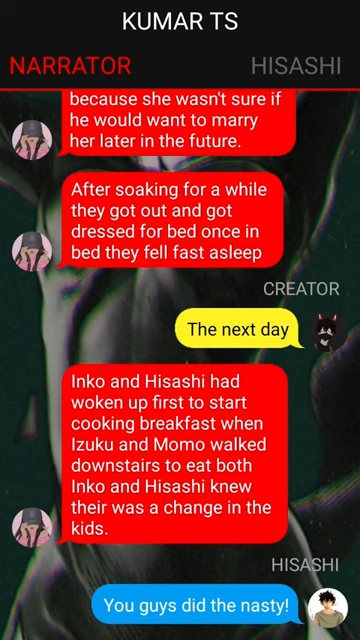 KUMAR TS
NARRATOR HISASHI
because she wasn't sure if
he would want to marry
her later in the future.
After soaking for a while
they got out and got
dressed for bed once in
bed they fell fast asleep
CREATOR
The next day
Inko and Hisashi had
woken up first to start
cooking breakfast when
Izuku and Momo walked
downstairs to eat both
Inko and Hisashi knew
their was a change in the
kids.
HISASHI
You guys did the nasty!